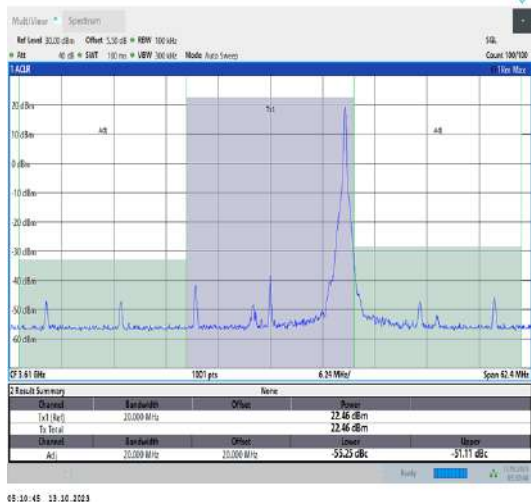 MultiView
Spectrum
Ref Level 30.00 dBm Offset 5.50 dB RBW 100 kHz
SGL
Att 40 dB SWT 100 ms VBW 300 kHz Mode Auto Sweep
Count 100/100
1 ACLR
1Rm Max
20 dBm
Tx1
10 dBm
Adj
Adj
0 dBm
-10 dBm
-20 dBm
-30 dBm
-40 dBm
-50 dBm
-60 dBm
CF 3.61 GHz 1001 pts 6.24 MHz/ Span 62.4 MHz
2 Result Summary None
Channel Bandwidth Offset Power
Tx1 (Ref) 20.000 MHz 22.46 dBm
Tx Total 22.46 dBm
Channel Bandwidth Offset Lower Upper
Adj 20.000 MHz 20.000 MHz -55.25 dBc -51.11 dBc
Ready
05:10:45 13.10.2023